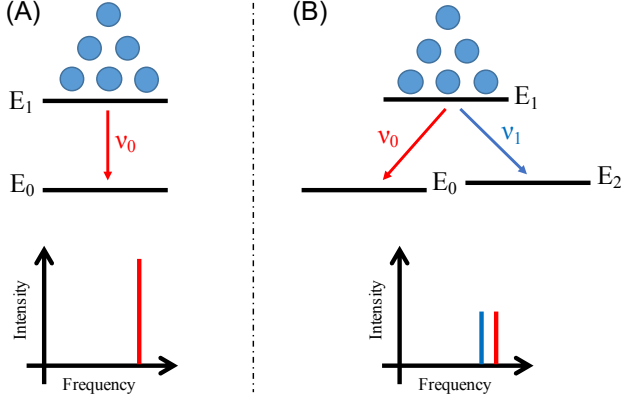 (A)
E1
ν0
E0
Intensity
Frequency
(B)
E1
ν0
ν1
E0
E2
Intensity
Frequency